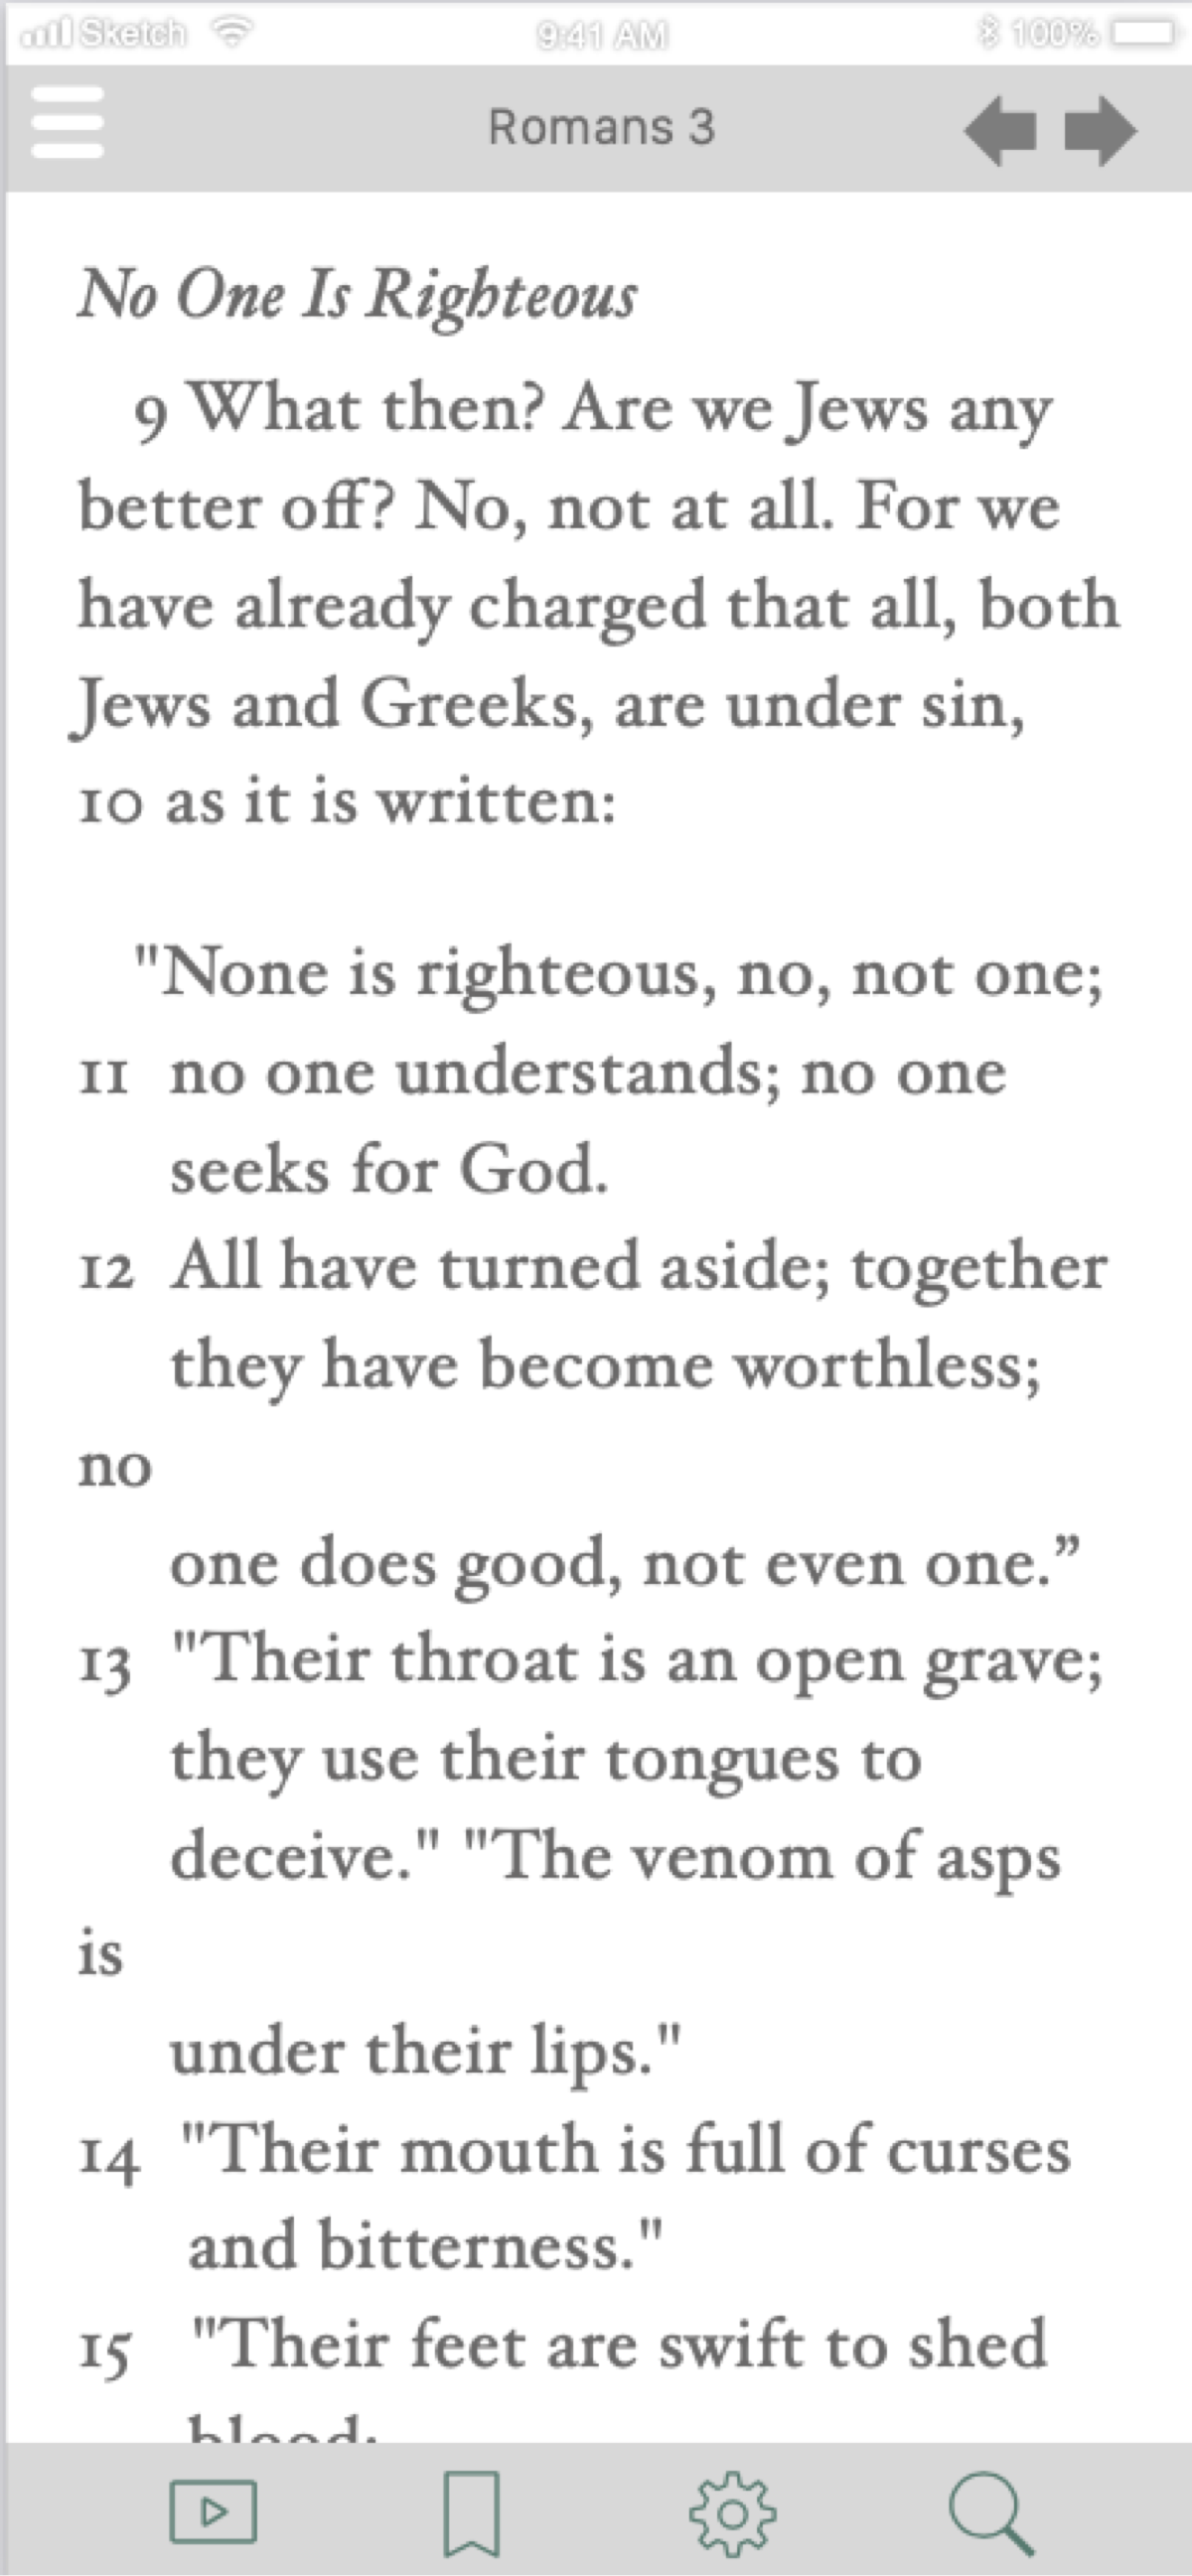 Sketch 9:41 AM 100%
Romans 3
No One Is Righteous
9 What then? Are we Jews any
better off? No, not at all. For we
have already charged that all, both
Jews and Greeks, are under sin,
10 as it is written:
"None is righteous, no, not one;
11 no one understands; no one
seeks for God.
12 All have turned aside; together
they have become worthless;
no
one does good, not even one.”
13 "Their throat is an open grave;
they use their tongues to
deceive." "The venom of asps
is
under their lips."
14 "Their mouth is full of curses
and bitterness."
15 "Their feet are swift to shed
blood;